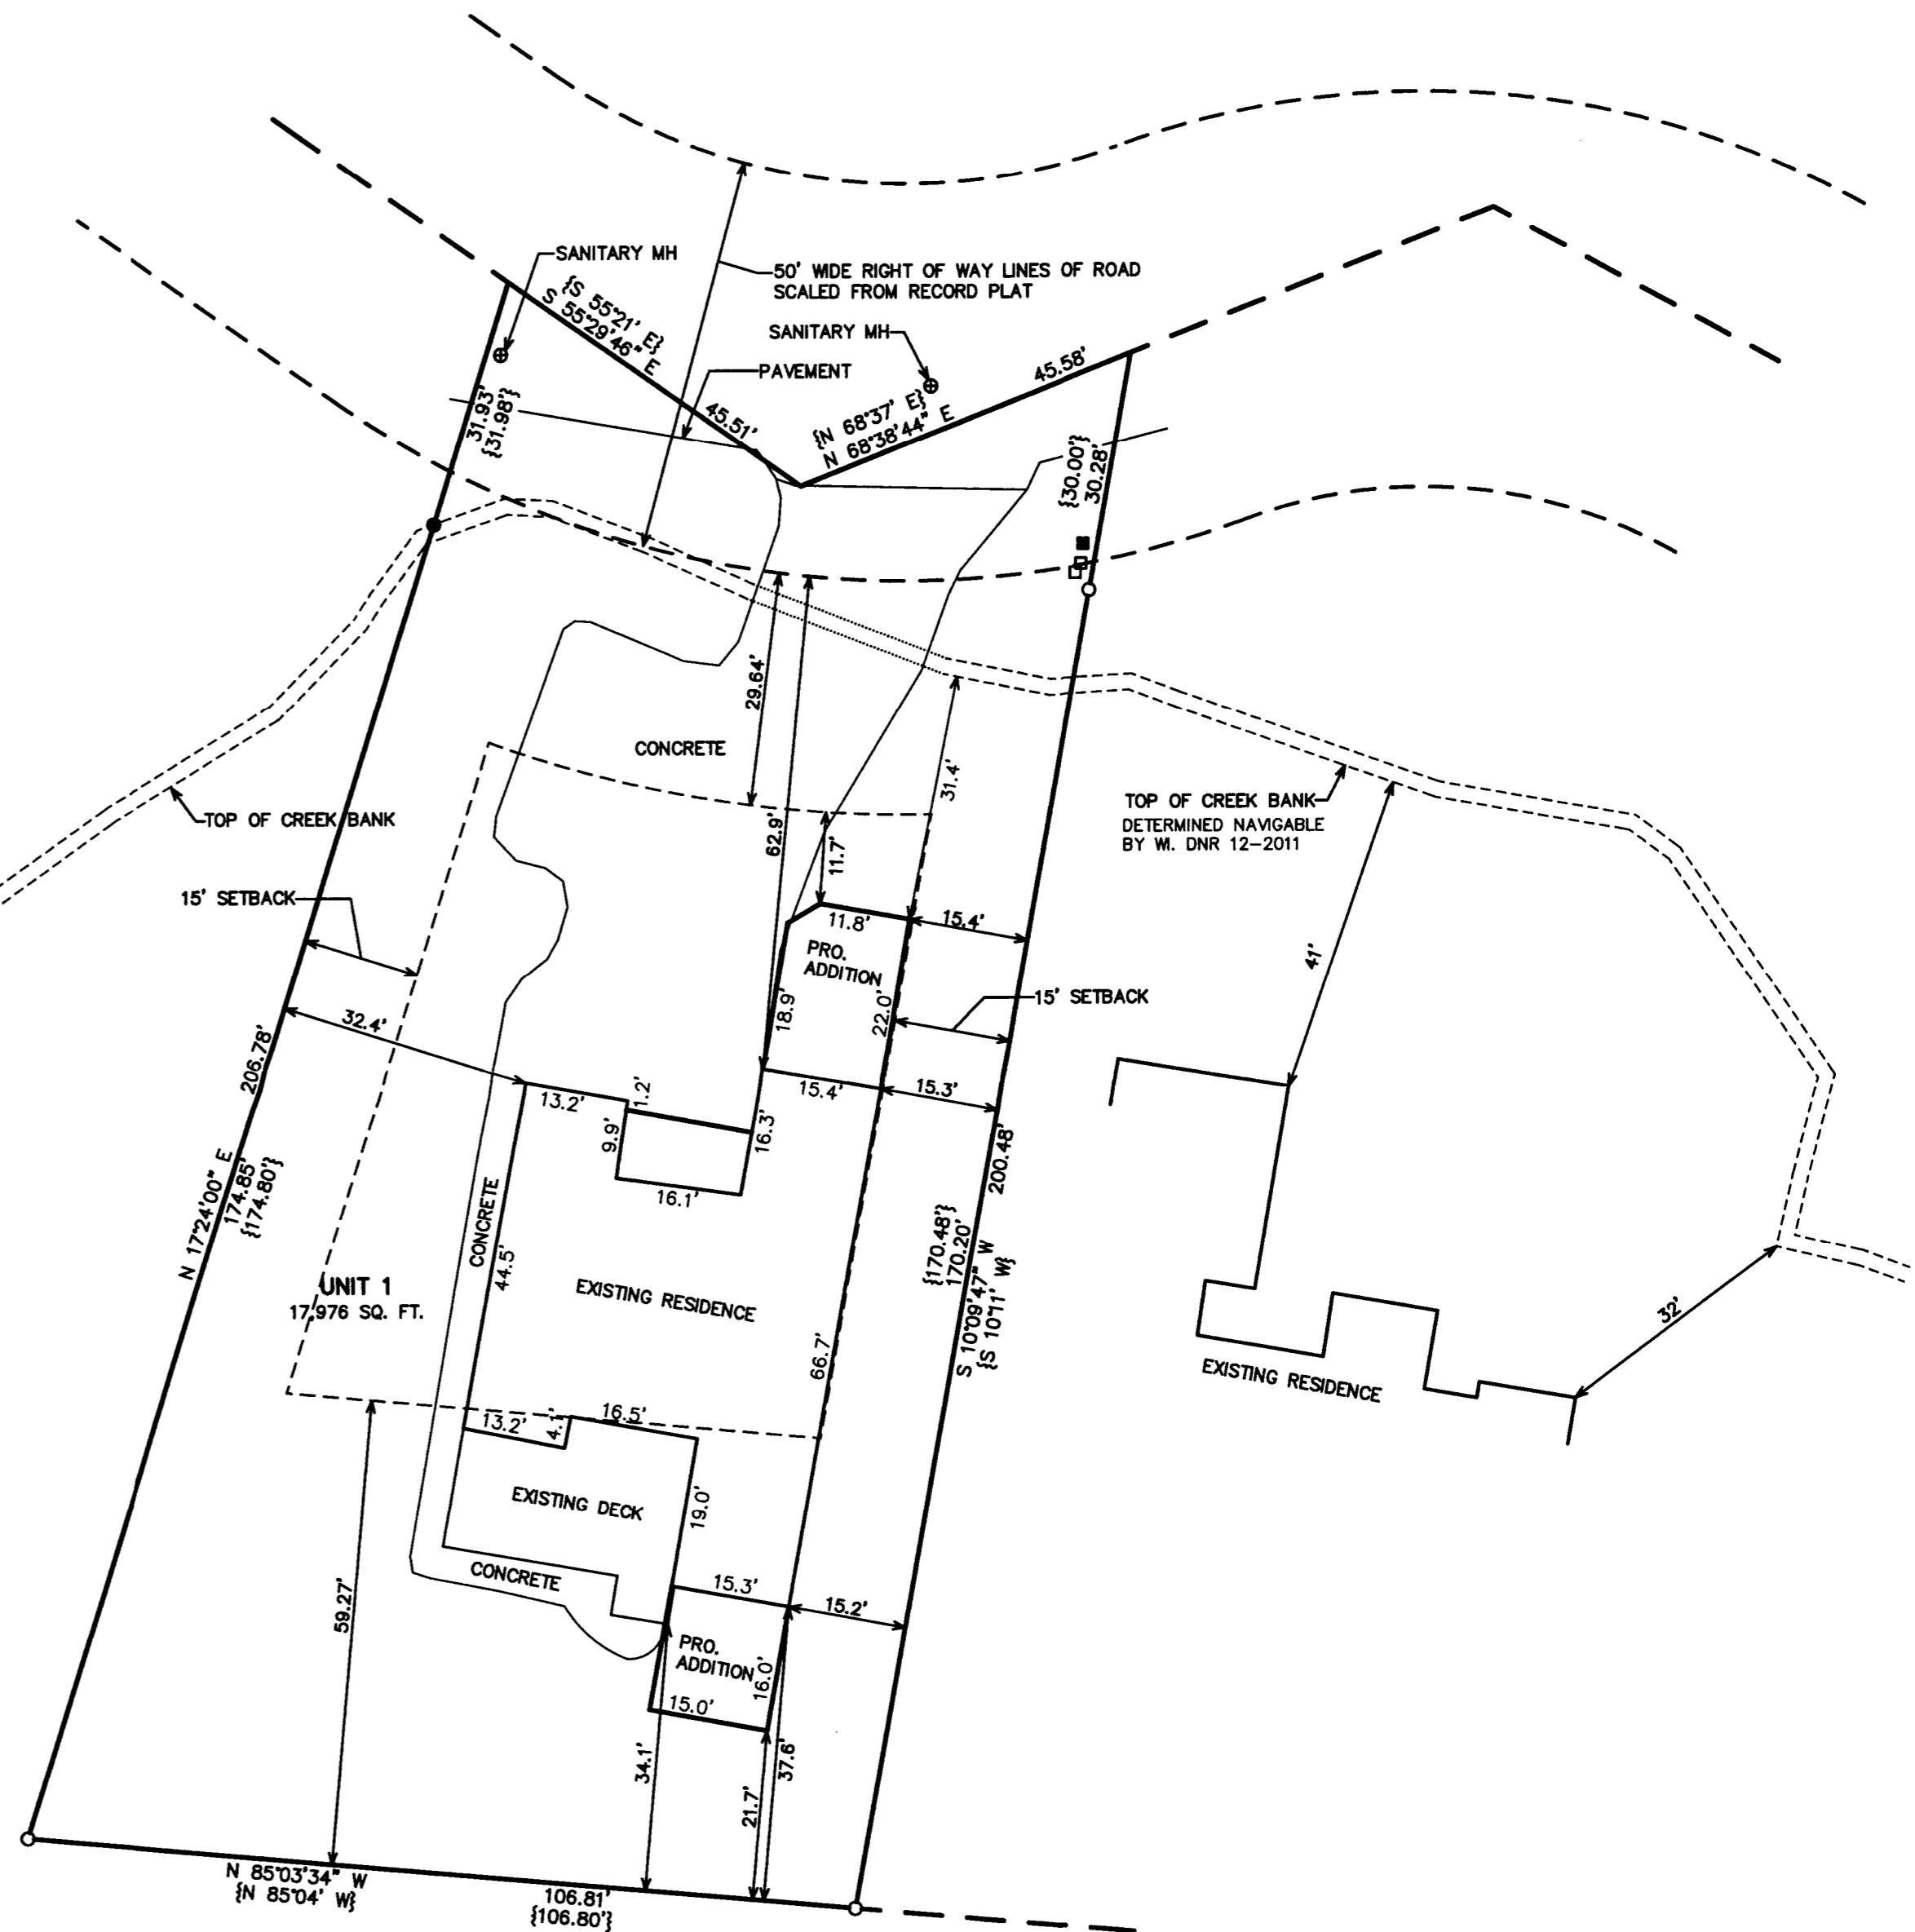 SANITARY MH
50' WIDE RIGHT OF WAY LINES OF ROAD
SCALED FROM RECORD PLAT
{S 55°21' E}
S 55°29'46" E
45.51'
SANITARY MH
PAVEMENT
45.58'
{N 68°37' E}
N 68°38'44" E
31.93'
{31.98'}
{30.00'}
30.28'
29.64'
CONCRETE
62.9'
31.4'
11.7'
TOP OF CREEK BANK
TOP OF CREEK BANK
DETERMINED NAVIGABLE
BY WI. DNR 12-2011
15' SETBACK
11.8'
15.4'
PRO.
ADDITION
41'
18.9'
22.0'
15' SETBACK
32.4'
206.78'
13.2'
1.2'
15.4'
15.3'
9.9'
16.3'
16.1'
200.48'
N 17°24'00" E
174.85'
{174.80'}
CONCRETE
44.5'
{170.48'}
170.20'
S 10°09'47" W
{S 10°11' W}
UNIT 1
17,976 SQ. FT.
EXISTING RESIDENCE
66.7'
32'
EXISTING RESIDENCE
13.2'
4.1'
16.5'
EXISTING DECK
19.0'
CONCRETE
59.27'
15.3'
15.2'
PRO.
ADDITION
16.0'
15.0'
34.1'
21.7'
37.6'
N 85°03'34" W
{N 85°04' W}
106.81'
{106.80'}